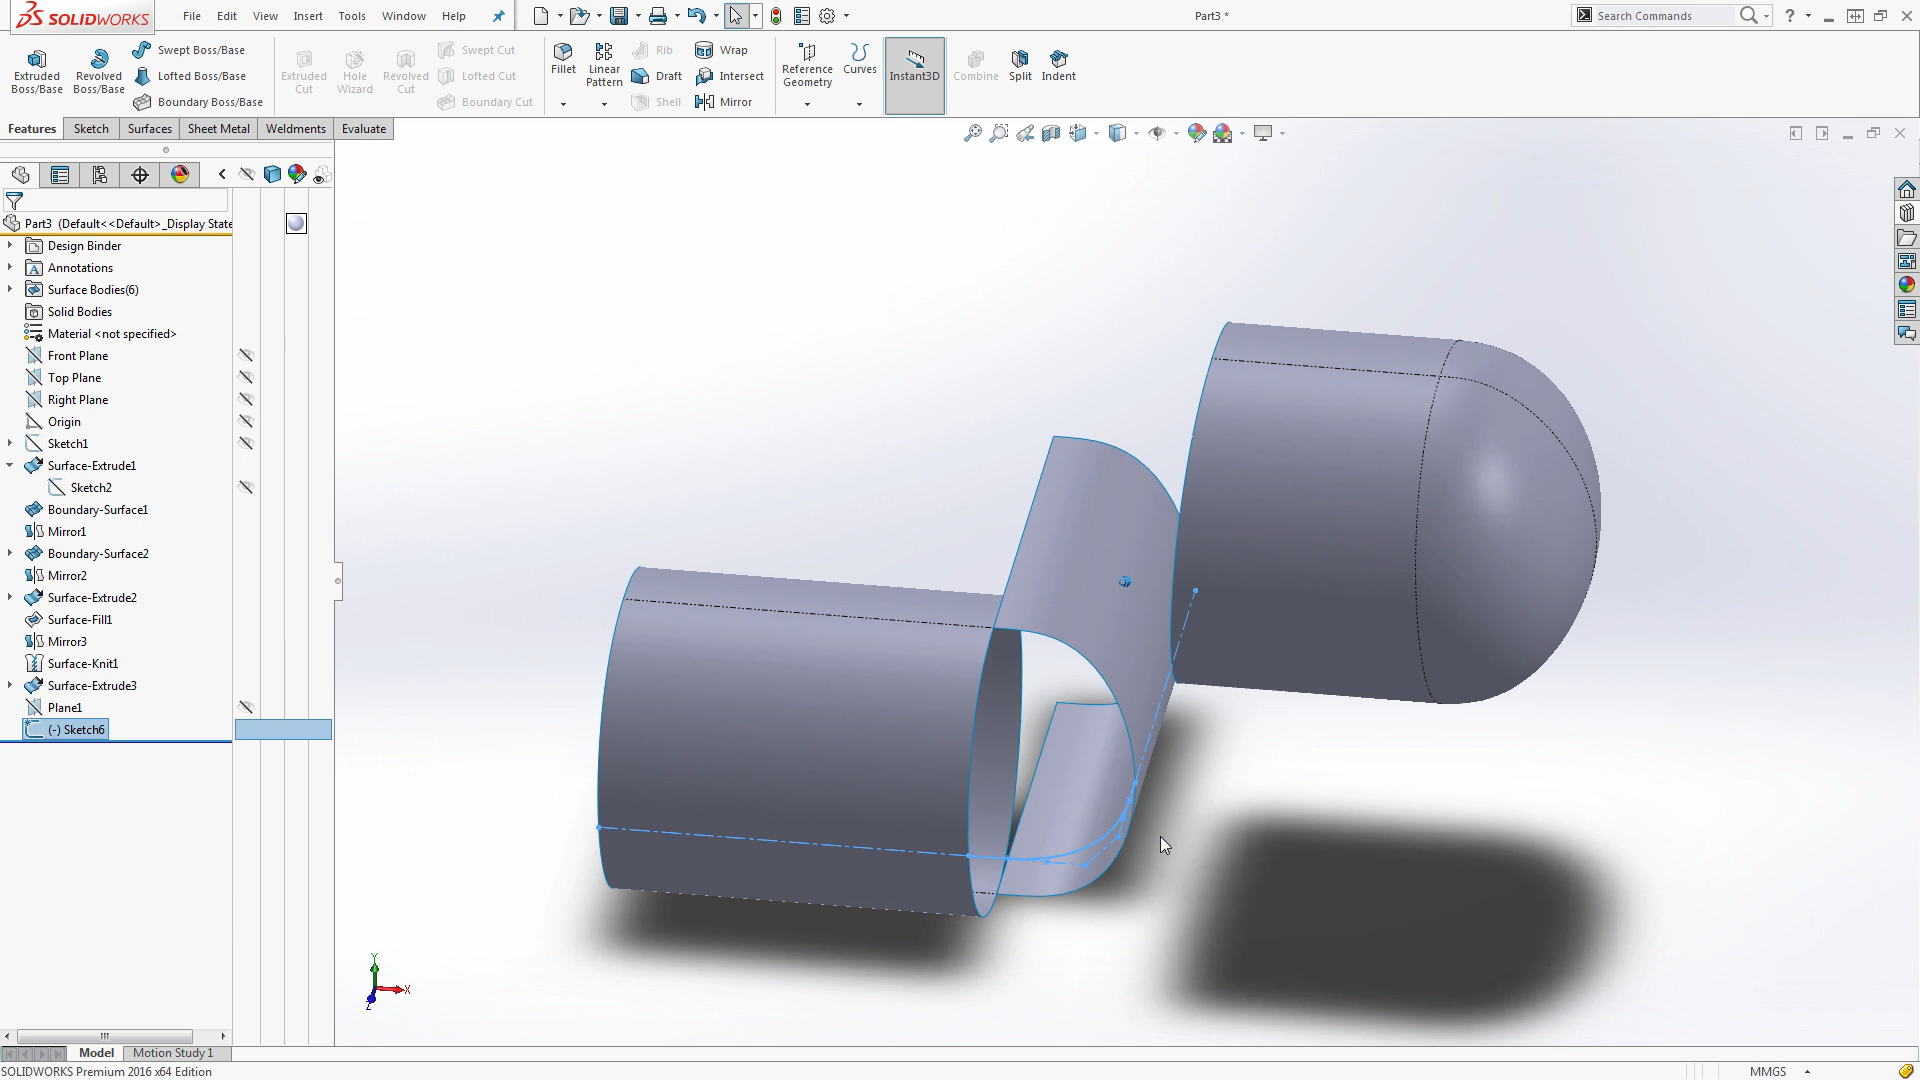 SOLIDWORKS File Edit View Insert Tools Window Help Part3 * Search Commands ?
Extruded Boss/Base
Revolved Boss/Base
Swept Boss/Base
Lofted Boss/Base
Boundary Boss/Base
Extruded Cut
Hole Wizard
Revolved Cut
Swept Cut
Lofted Cut
Boundary Cut
Fillet
Linear Pattern
Rib
Draft
Shell
Wrap
Intersect
Mirror
Reference Geometry
Curves
Instant3D
Combine
Split
Indent
Features Sketch Surfaces Sheet Metal Weldments Evaluate
Part3 (Default<<Default>_Display State
Design Binder
Annotations
Surface Bodies(6)
Solid Bodies
Material <not specified>
Front Plane
Top Plane
Right Plane
Origin
Sketch1
Surface-Extrude1
Sketch2
Boundary-Surface1
Mirror1
Boundary-Surface2
Mirror2
Surface-Extrude2
Surface-Fill1
Mirror3
Surface-Knit1
Surface-Extrude3
Plane1
(-) Sketch6
Y
X
Z
Model Motion Study 1
SOLIDWORKS Premium 2016 x64 Edition MMGS